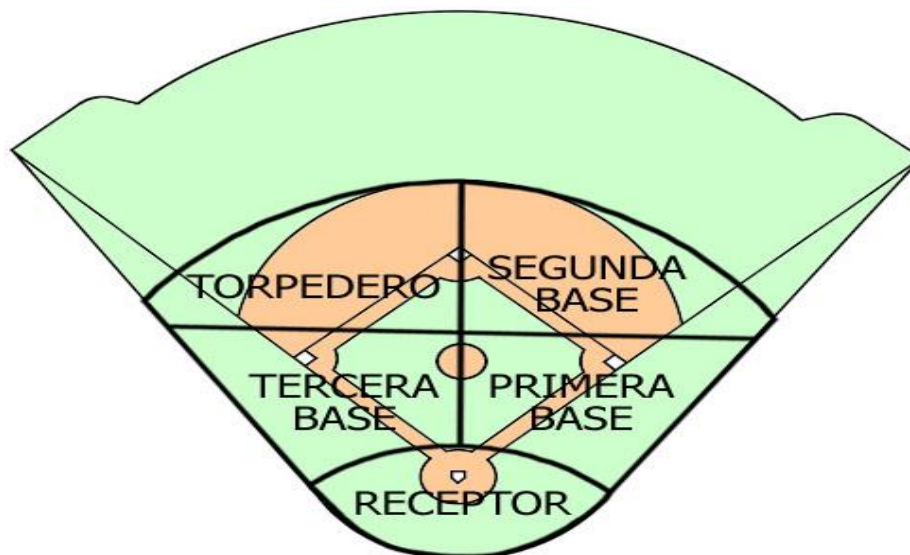 TORPEDERO
SEGUNDA
BASE
TERCERA
BASE
PRIMERA
BASE
RECEPTOR